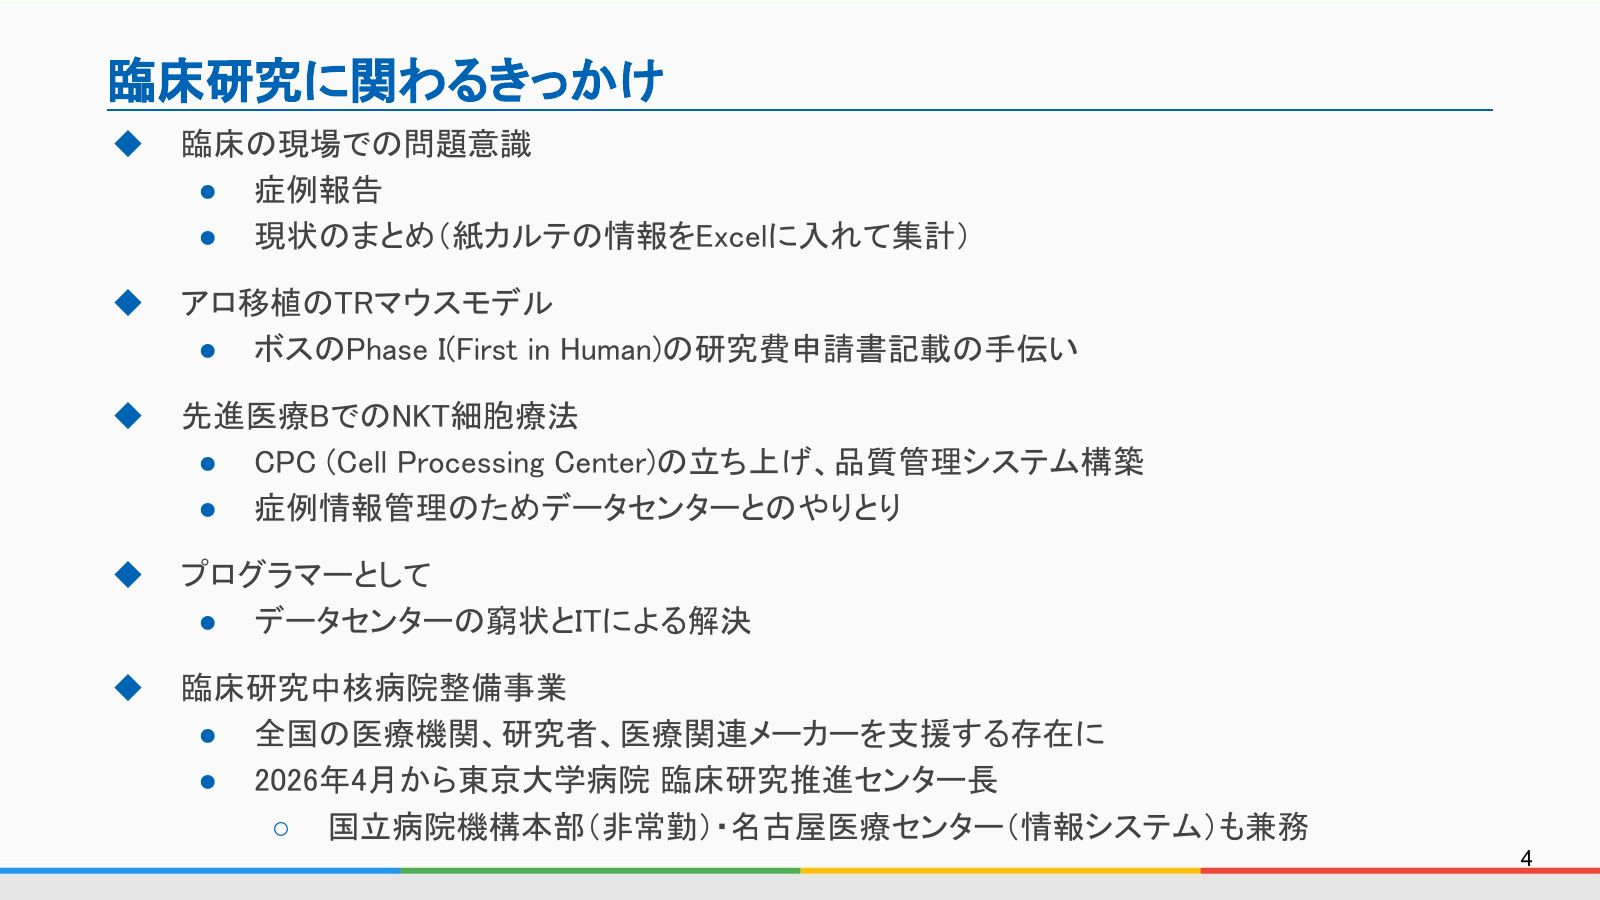 臨床研究に関わるきっかけ
◆ 臨床の現場での問題意識
● 症例報告
● 現状のまとめ（紙カルテの情報をExcelに入れて集計）
◆ アロ移植のTRマウスモデル
● ボスのPhase I(First in Human)の研究費申請書記載の手伝い
◆ 先進医療BでのNKT細胞療法
● CPC (Cell Processing Center)の立ち上げ、品質管理システム構築
● 症例情報管理のためデータセンターとのやりとり
◆ プログラマーとして
● データセンターの窮状とITによる解決
◆ 臨床研究中核病院整備事業
● 全国の医療機関、研究者、医療関連メーカーを支援する存在に
● 2026年4月から東京大学病院 臨床研究推進センター長
○ 国立病院機構本部（非常勤）・名古屋医療センター（情報システム）も兼務
4